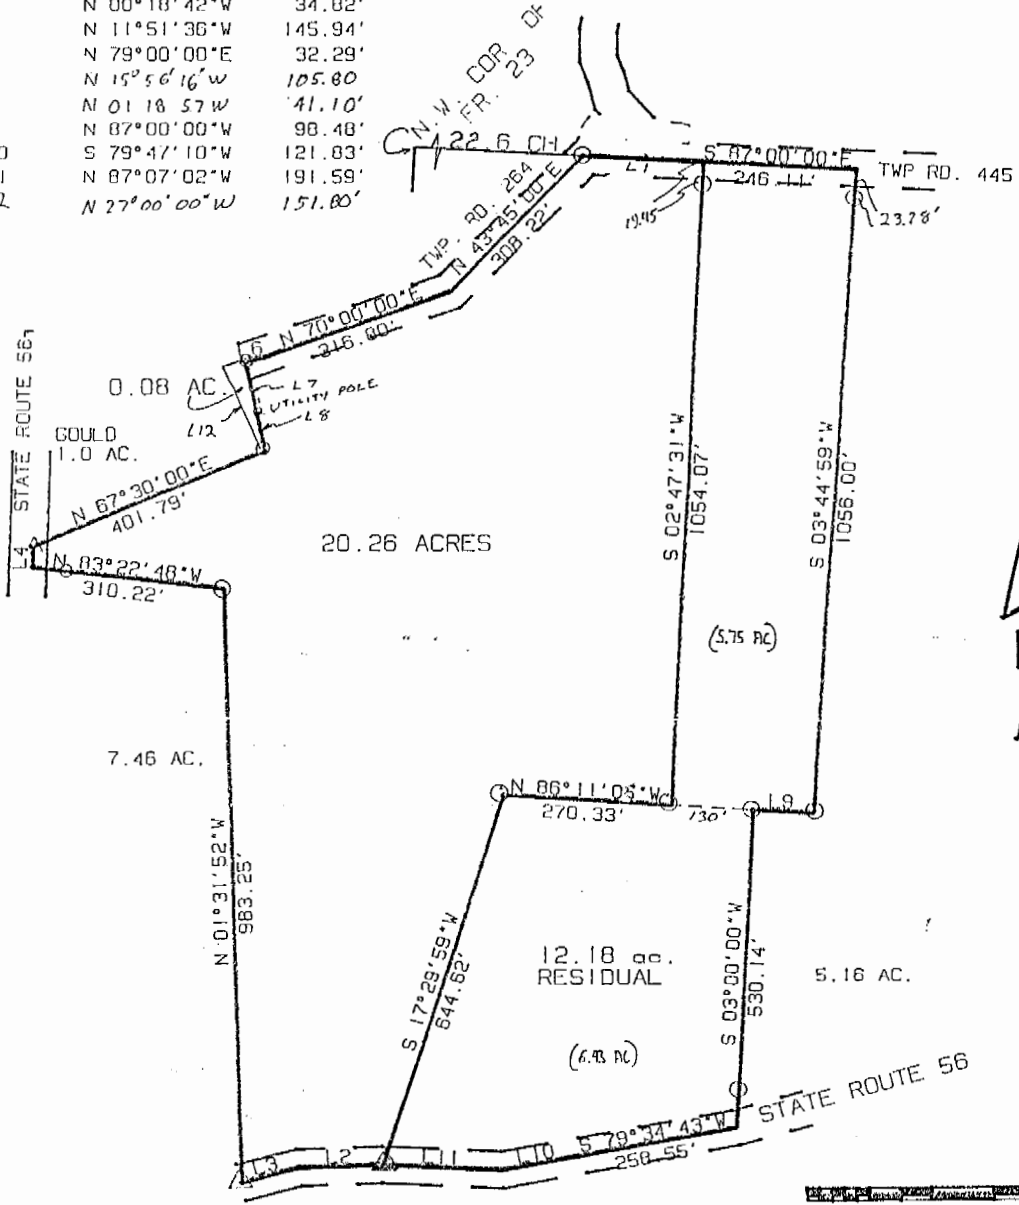 N 00°18'42"W 34.82'
N 11°51'36"W 145.94'
N 79°00'00"E 32.29'
N 15°56'16"W 105.80
N 01 18 57 W 41.10'
N 87°00'00"W 98.48'
0 S 79°47'10"W 121.83'
1 N 87°07'02"W 191.59'
2 N 27°00'00"W 151.80'
N.W. COR. OF
FR. 23
22.6 CH
L1
S 87°00'00"E
246.11'
TWP RD. 445
19.45
23.78'
TWP. RD. 264
N 43°45'00"E
308.22'
N 70°00'00"E
316.80'
L6
0.08 AC.
L7
UTILITY POLE
L8
L12
STATE ROUTE 56
GOULD
1.0 AC.
N 67°30'00"E
401.79'
L4
N 83°22'48"W
310.22'
20.26 ACRES
S 02°47'31"W
1054.07'
S 03°44'59"W
1056.00'
(5.75 AC)
7.46 AC.
N 01°31'52"W
983.25'
N 86°11'05"W
270.33'
130'
L9
S 17°29'59"W
644.62'
12.18 ac.
RESIDUAL
(6.43 AC)
S 03°00'00"W
530.14'
5.16 AC.
STATE ROUTE 56
L3
L2
L11
L10
S 79°34'43"W
258.55'